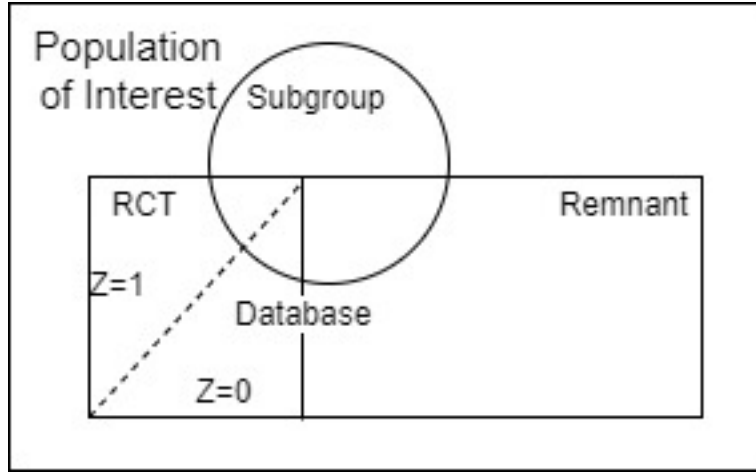 Population
of Interest
Subgroup
RCT
Remnant
Z=1
Database
Z=0